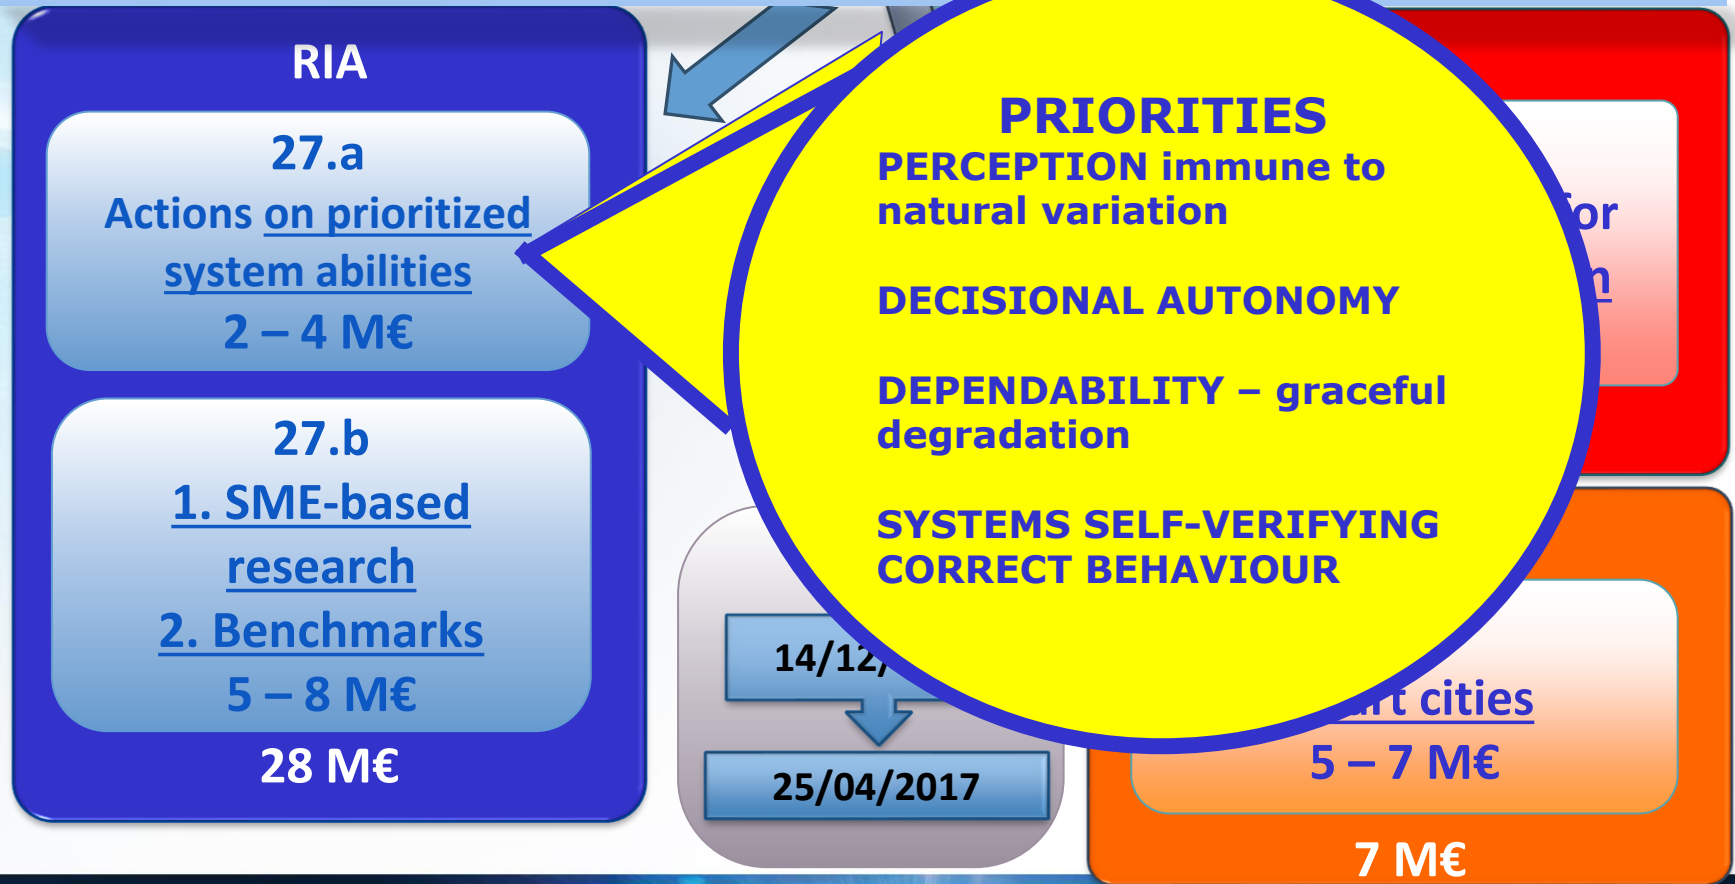 RIA
27.a
Actions on prioritized
system abilities
2 – 4 M€
27.b
1. SME-based
research
2. Benchmarks
5 – 8 M€
28 M€
PRIORITIES
PERCEPTION immune to
natural variation
DECISIONAL AUTONOMY
DEPENDABILITY – graceful
degradation
SYSTEMS SELF-VERIFYING
CORRECT BEHAVIOUR
14/12/
25/04/2017
cities
5 – 7 M€
7 M€